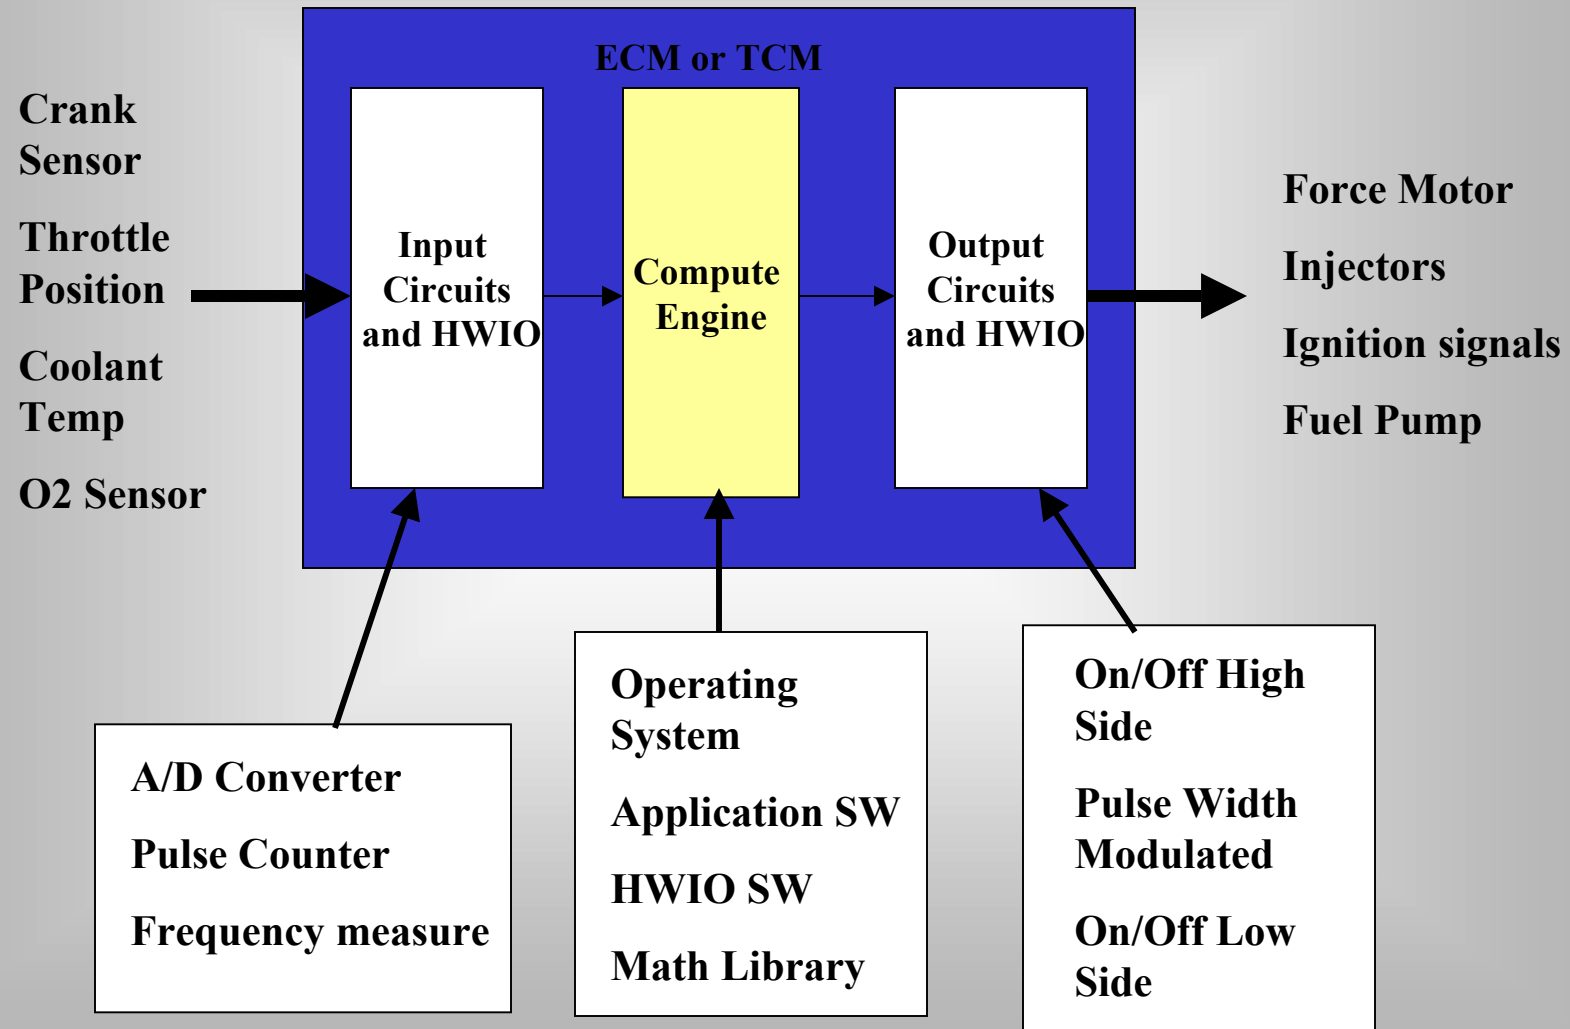 ECM or TCM
Crank
Sensor
Throttle
Position
Coolant
Temp
O2 Sensor
Input
Circuits
and HWIO
Compute
Engine
Output
Circuits
and HWIO
Force Motor
Injectors
Ignition signals
Fuel Pump
A/D Converter
Pulse Counter
Frequency measure
Operating
System
Application SW
HWIO SW
Math Library
On/Off High
Side
Pulse Width
Modulated
On/Off Low
Side